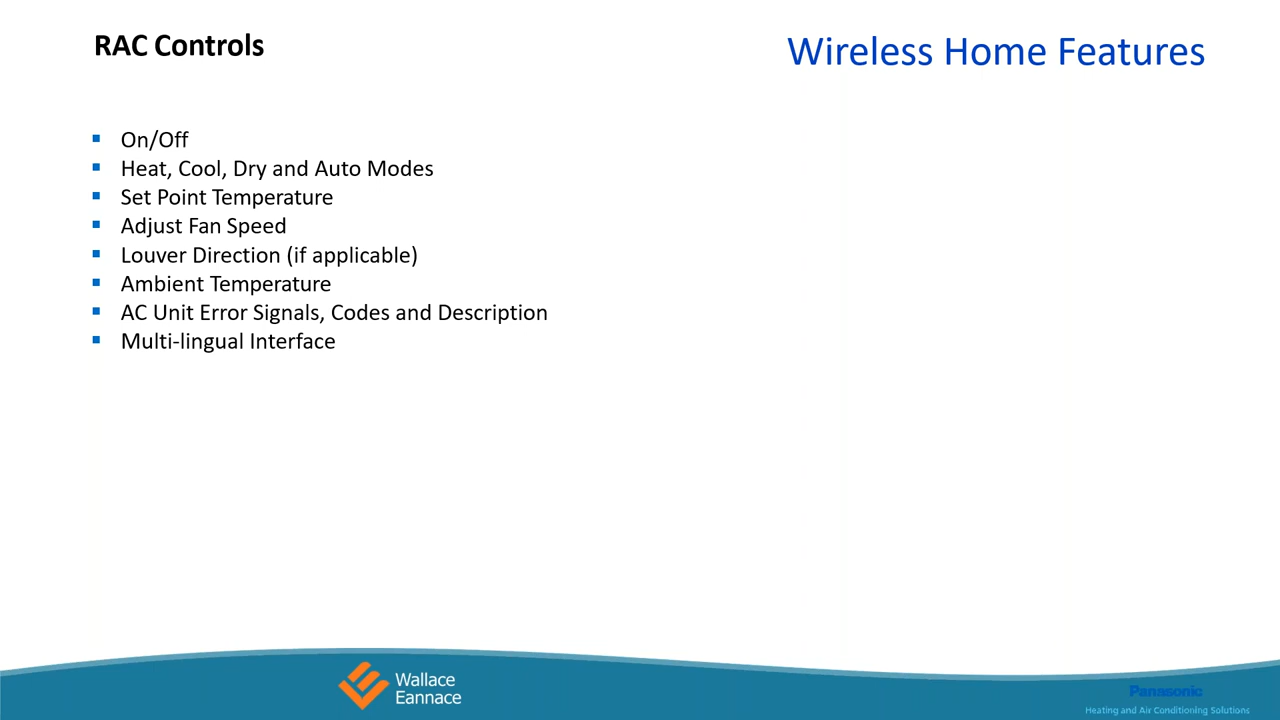 RAC Controls
Wireless Home Features
On/Off
Heat, Cool, Dry and Auto Modes
Set Point Temperature
Adjust Fan Speed
Louver Direction (if applicable)
Ambient Temperature
AC Unit Error Signals, Codes and Description
Multi-lingual Interface
Wallace
Eannace
Panasonic
Heating and Air Conditioning Solutions